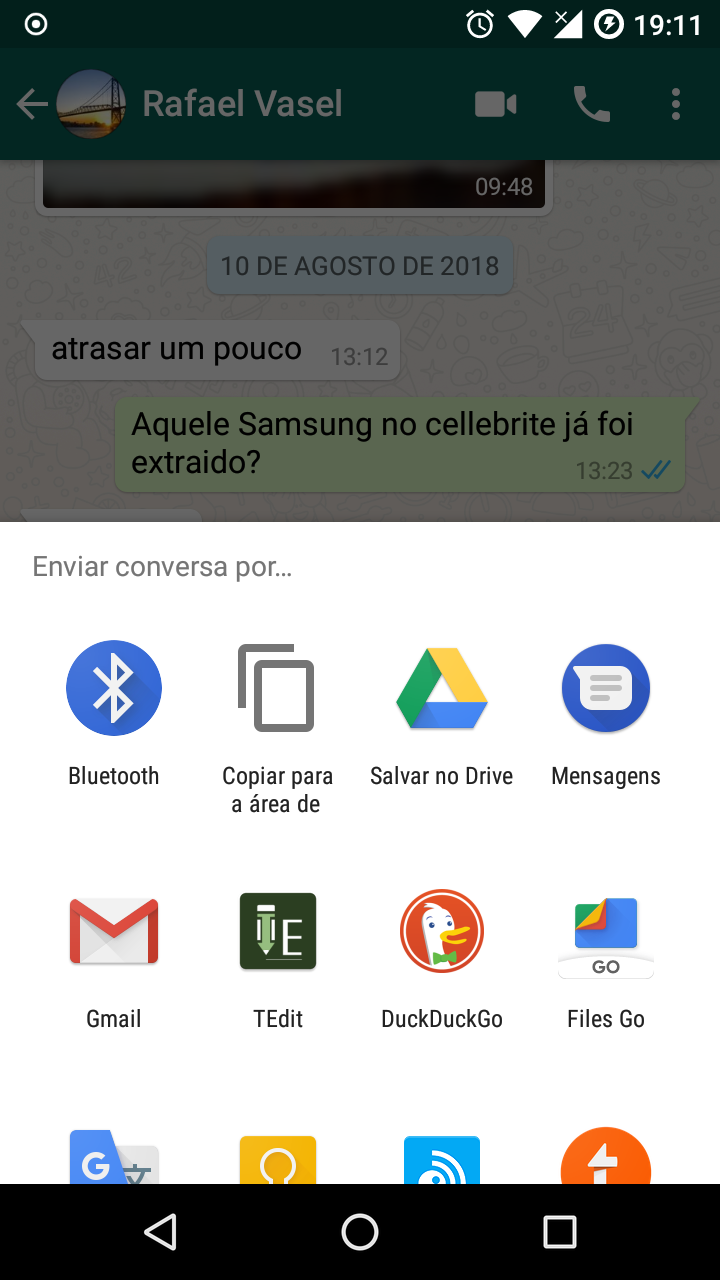 19:11
Rafael Vasel
09:48
10 DE AGOSTO DE 2018
atrasar um pouco 13:12
Aquele Samsung no cellebrite já foi
extraido? 13:23
Enviar conversa por...
Bluetooth
Copiar para
a área de
Salvar no Drive
Mensagens
E
GO
Gmail
TEdit
DuckDuckGo
Files Go
G